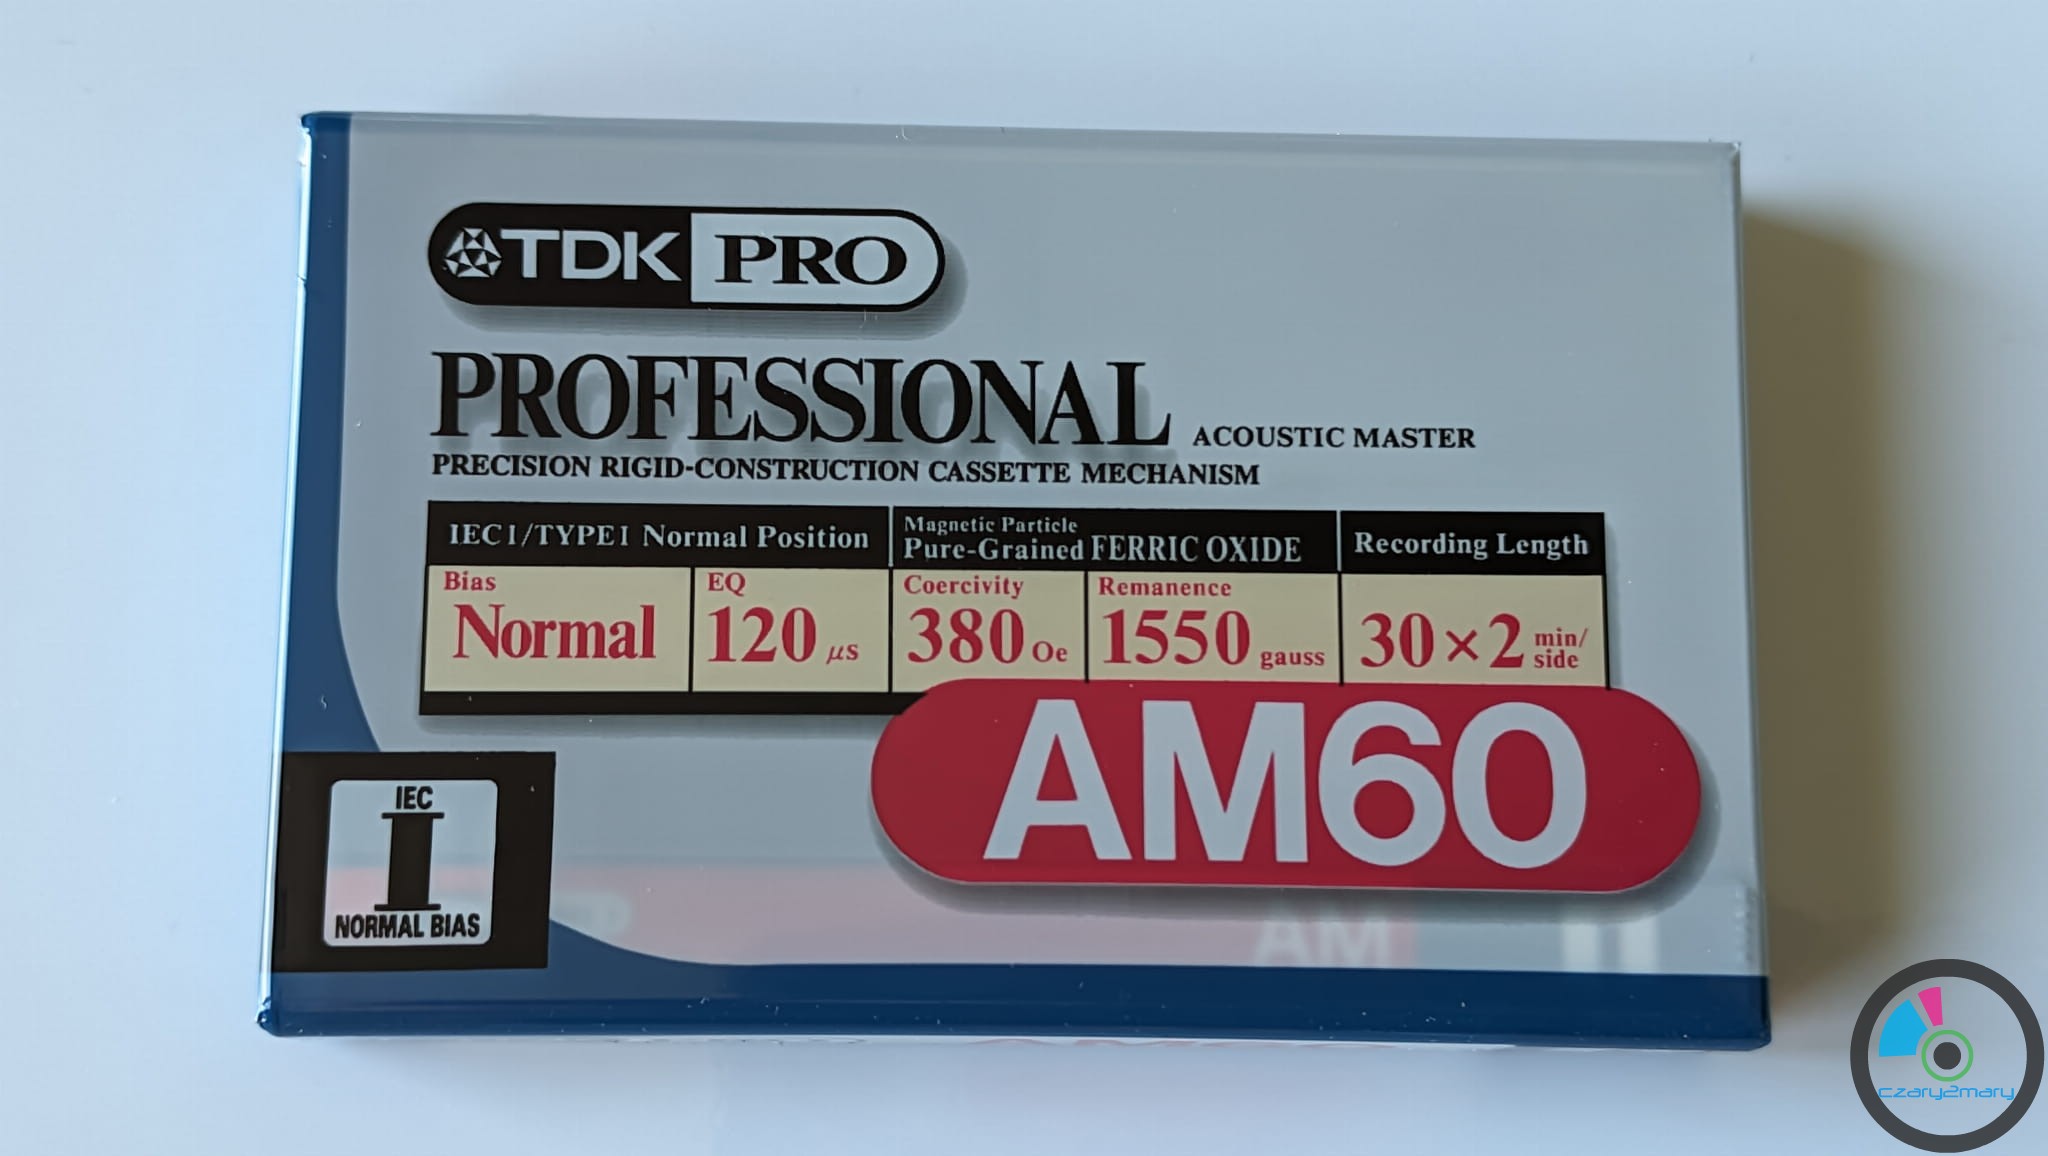 TDK PRO
PROFESSIONAL ACOUSTIC MASTER
PRECISION RIGID-CONSTRUCTION CASSETTE MECHANISM
IEC I/TYPE I Normal Position
Magnetic Particle
Pure-Grained FERRIC OXIDE
Recording Length
Bias
Normal
EQ
120 µs
Coercivity
380 Oe
Remanence
1550 gauss
30×2 min/side
AM60
IEC
I
NORMAL BIAS
AM
czary2mary